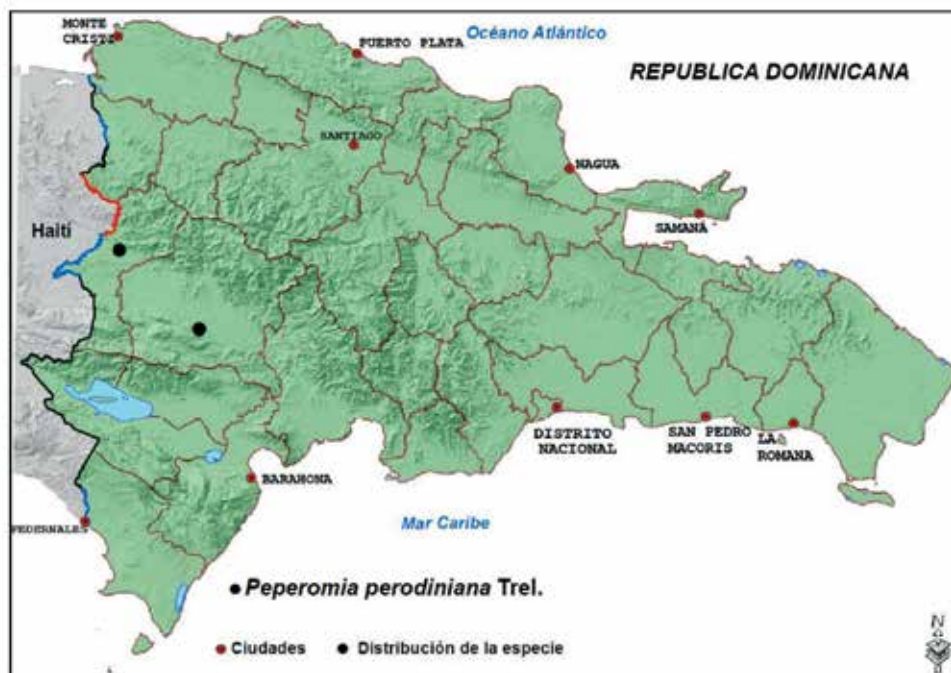 MONTE
CRISTI
PUERTO PLATA
Océano Atlántico
REPUBLICA DOMINICANA
SANTIAGO
NAGUA
SAMANÁ
Haití
DISTRITO
NACIONAL
SAN PEDRO
MACORIS
LA
ROMANA
BARAHONA
PEDERNALES
Mar Caribe
Peperomia perodiniana Trel.
Ciudades
Distribución de la especie
N